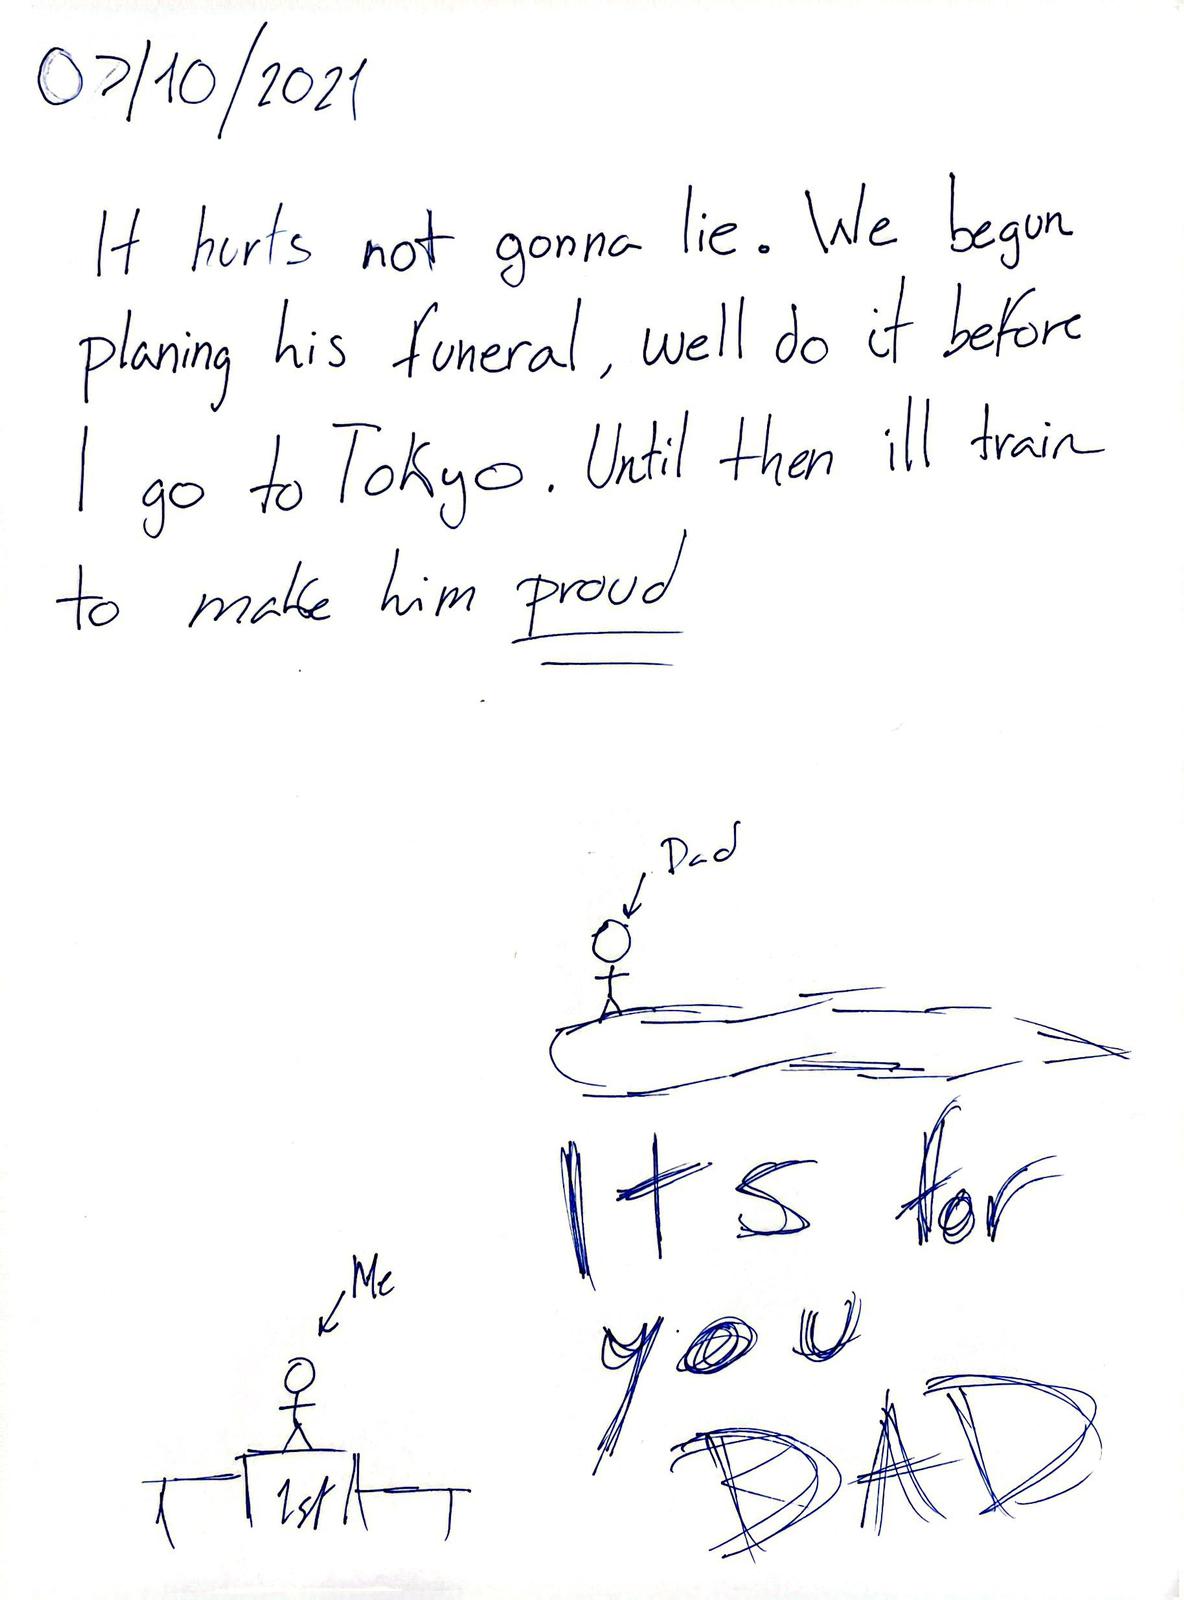 07/10/2021
It hurts not gonna lie. We begun
planing his funeral, well do it before
I go to Tokyo. Until then ill train
to make him proud
Dad
Its for
you
DAD
Me
1st